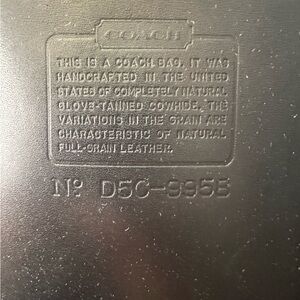 COACH
THIS IS A COACH BAG. IT WAS
HANDCRAFTED IN THE UNITED
STATES OF COMPLETELY NATURAL
GLOVE-TANNED COWHIDE. THE
VARIATIONS IN THE GRAIN ARE
CHARACTERISTIC OF NATURAL
FULL-GRAIN LEATHER.
Nº D5C-9955